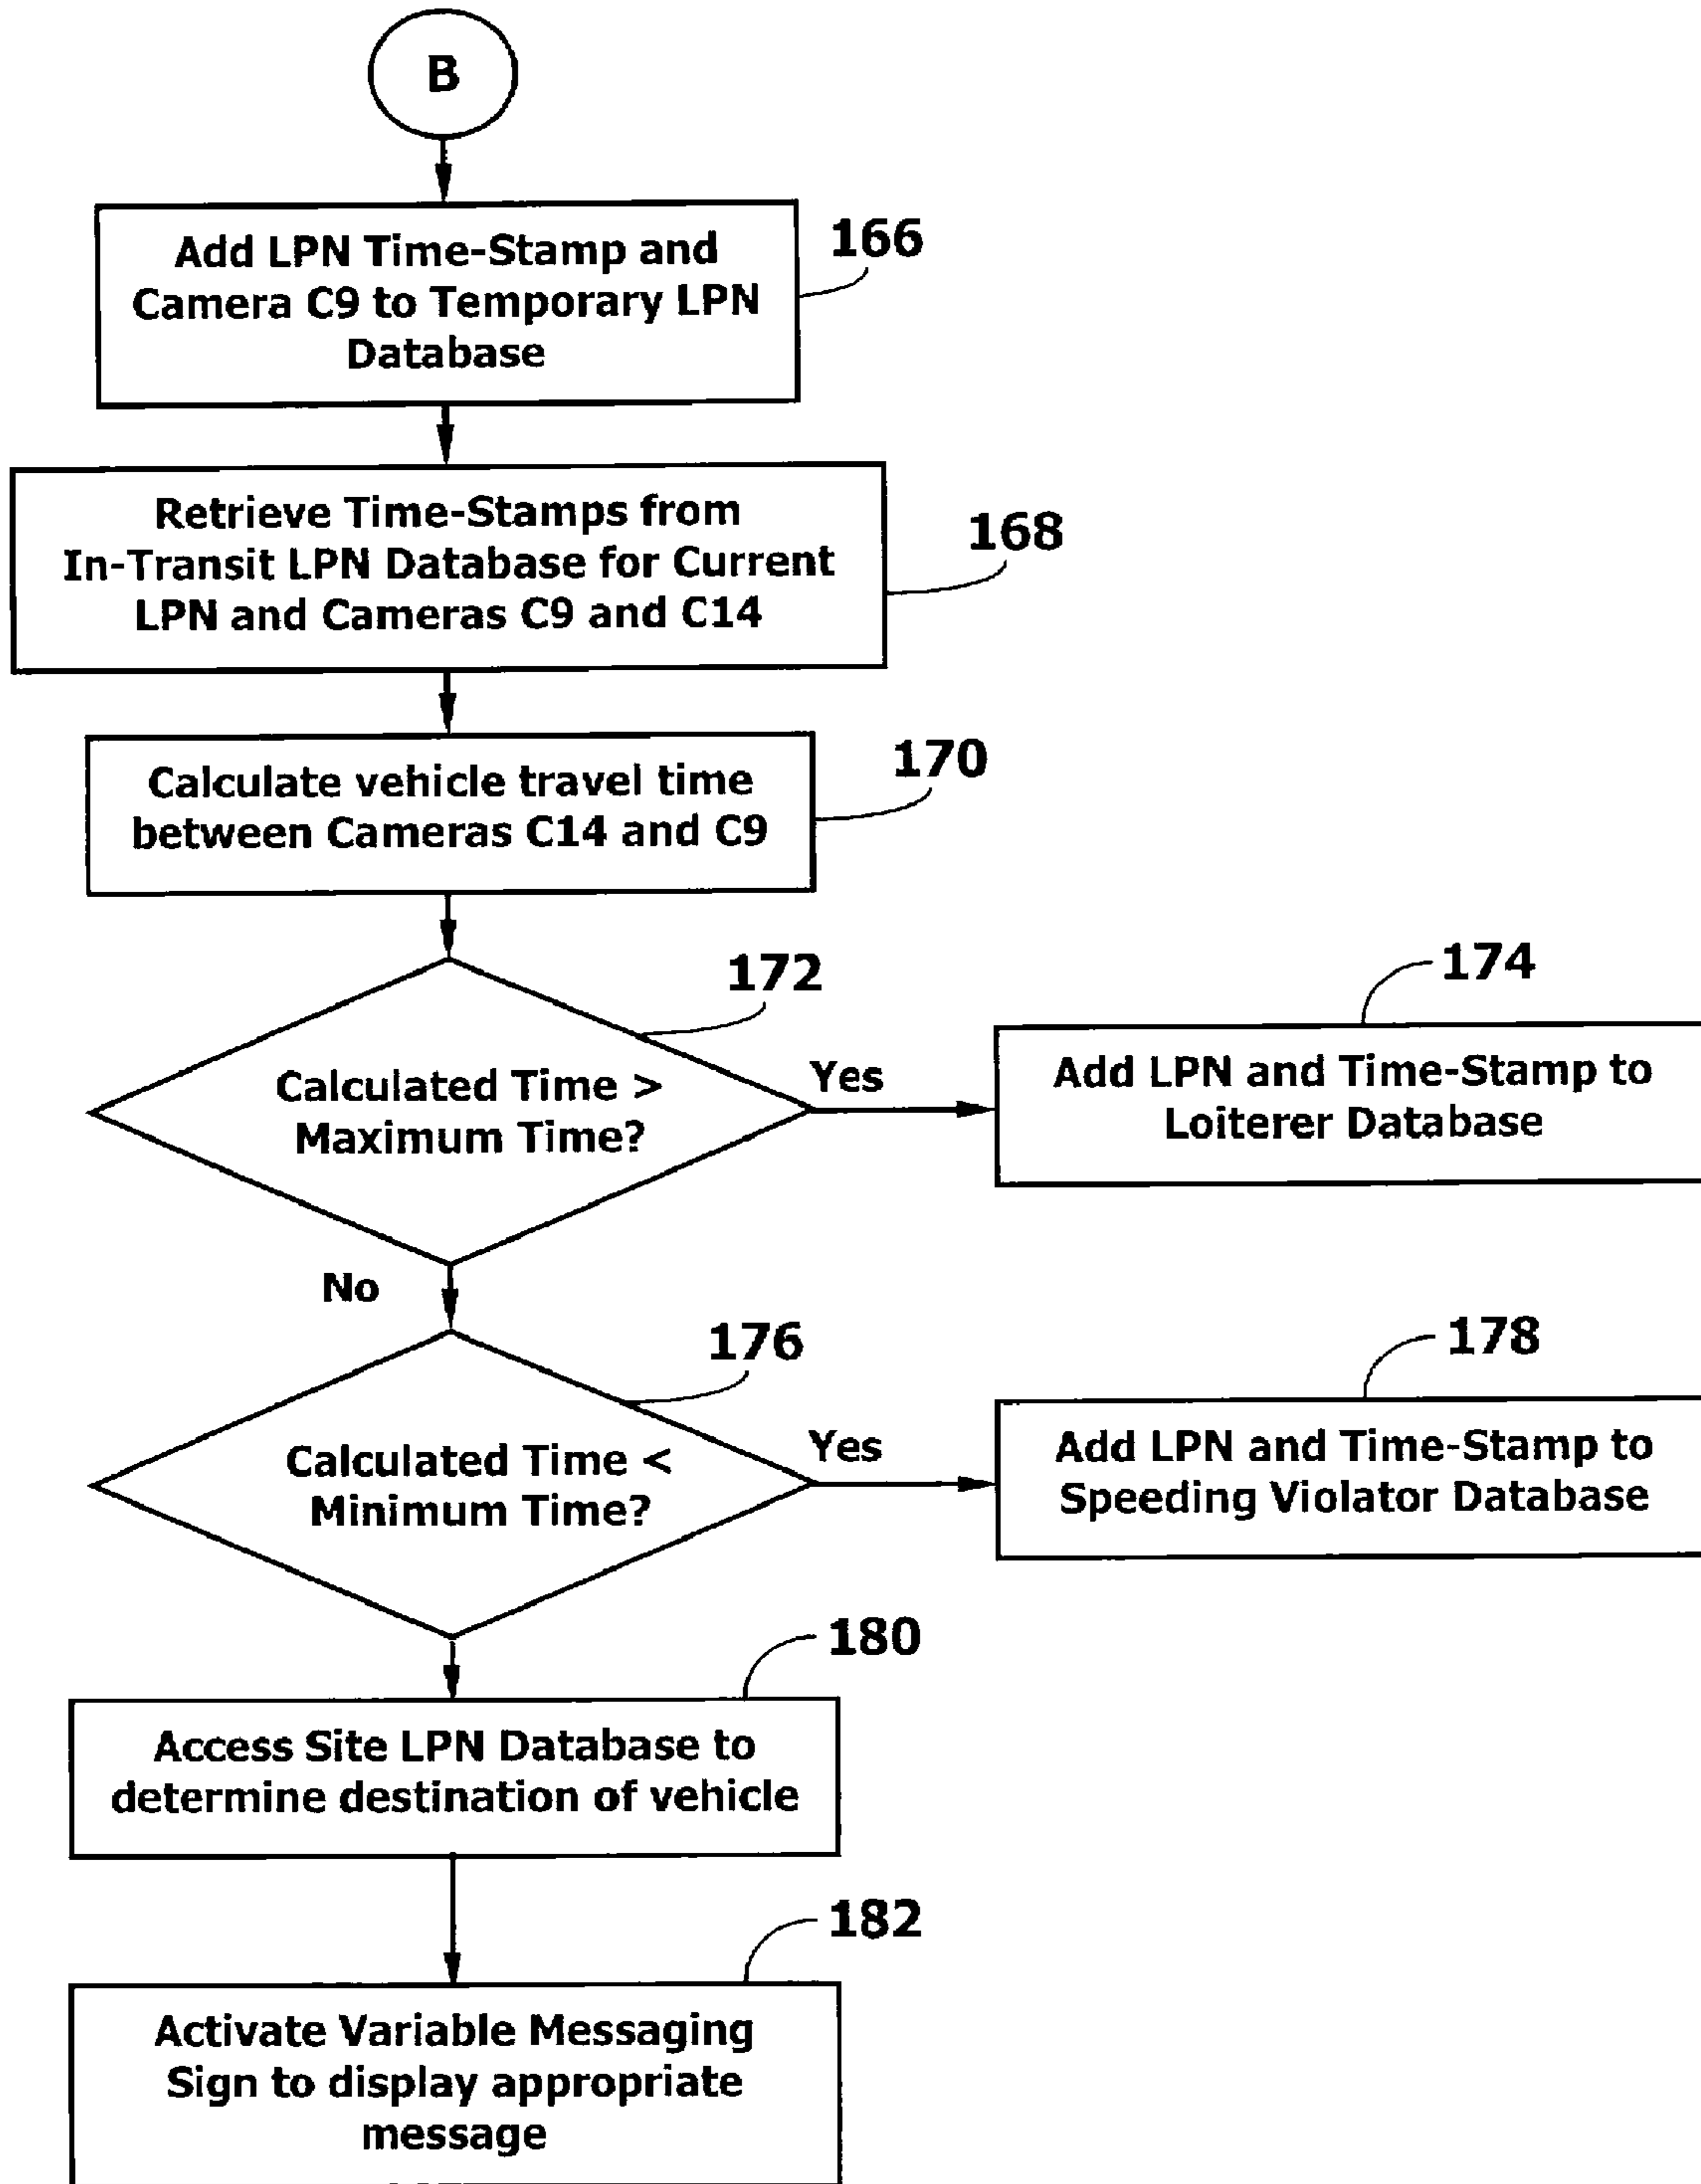 B
Add LPN Time-Stamp and
Camera C9 to Temporary LPN
Database
166
Retrieve Time-Stamps from
In-Transit LPN Database for Current
LPN and Cameras C9 and C14
168
Calculate vehicle travel time
between Cameras C14 and C9
170
172
Calculated Time >
Maximum Time?
Yes
174
Add LPN and Time-Stamp to
Loiterer Database
No
176
Calculated Time <
Minimum Time?
Yes
178
Add LPN and Time-Stamp to
Speeding Violator Database
180
Access Site LPN Database to
determine destination of vehicle
182
Activate Variable Messaging
Sign to display appropriate
message